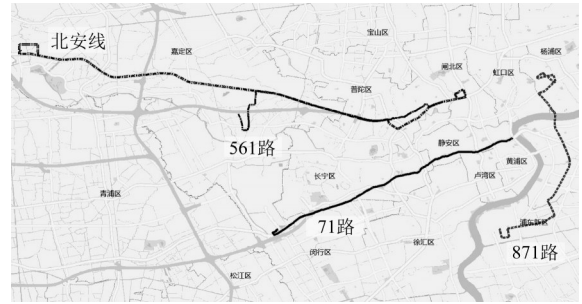 北安线
嘉定区
宝山区
杨浦区
闸北区
虹口区
普陀区
561路
静安区
黄浦区
卢湾区
长宁区
青浦区
71路
浦东新区
徐汇区
871路
闵行区
松江区